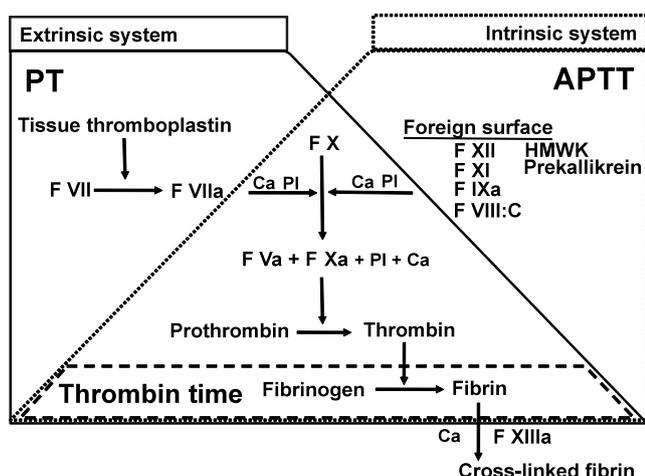 Extrinsic system
Intrinsic system
PT
APTT
Tissue thromboplastin
F VII
F VIIa
F X
Ca Pl
Ca Pl
Foreign surface
F XII HMWK
F XI Prekallikrein
F IXa
F VIII:C
F Va + F Xa + Pl + Ca
Prothrombin
Thrombin
Thrombin time
Fibrinogen
Fibrin
Ca
F XIIIa
Cross-linked fibrin